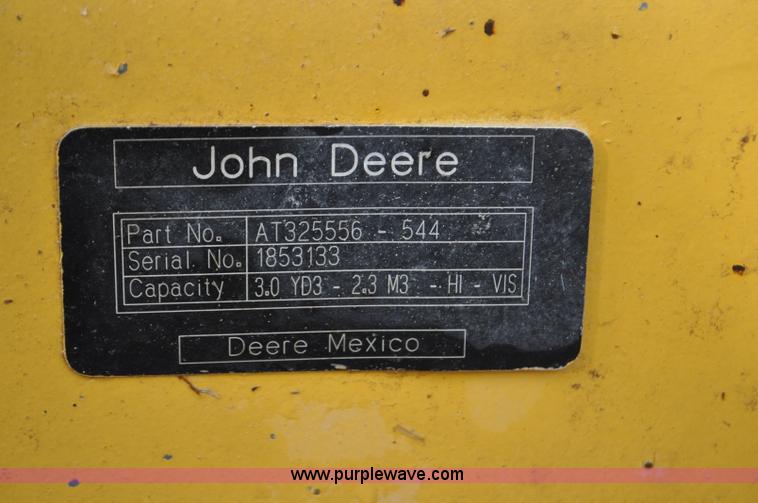 John Deere
Part No. AT325556 - 544
Serial No. 1853133
Capacity 3.0 YD3 - 2.3 M3 - HI - VIS
Deere Mexico
www.purplewave.com